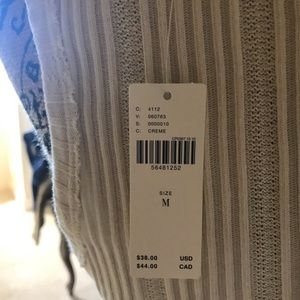 C: 4112
V: 060763
S: 0000010
C: CREME
56481252
SIZE
M
$38.00 USD
$44.00 CAD